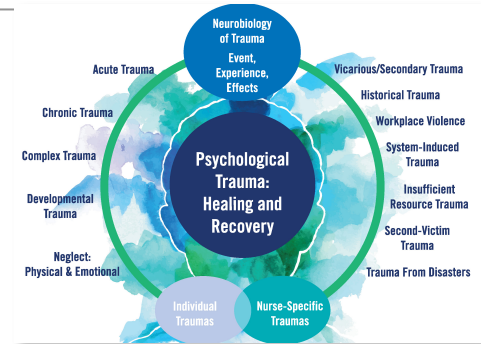 Neurobiology
of Trauma
Event,
Experience,
Effects
Acute Trauma
Chronic Trauma
Complex Trauma
Developmental
Trauma
Neglect:
Physical & Emotional
Psychological
Trauma:
Healing and
Recovery
Vicarious/Secondary Trauma
Historical Trauma
Workplace Violence
System-Induced
Trauma
Insufficient
Resource Trauma
Second-Victim
Trauma
Trauma From Disasters
Individual
Traumas
Nurse-Specific
Traumas